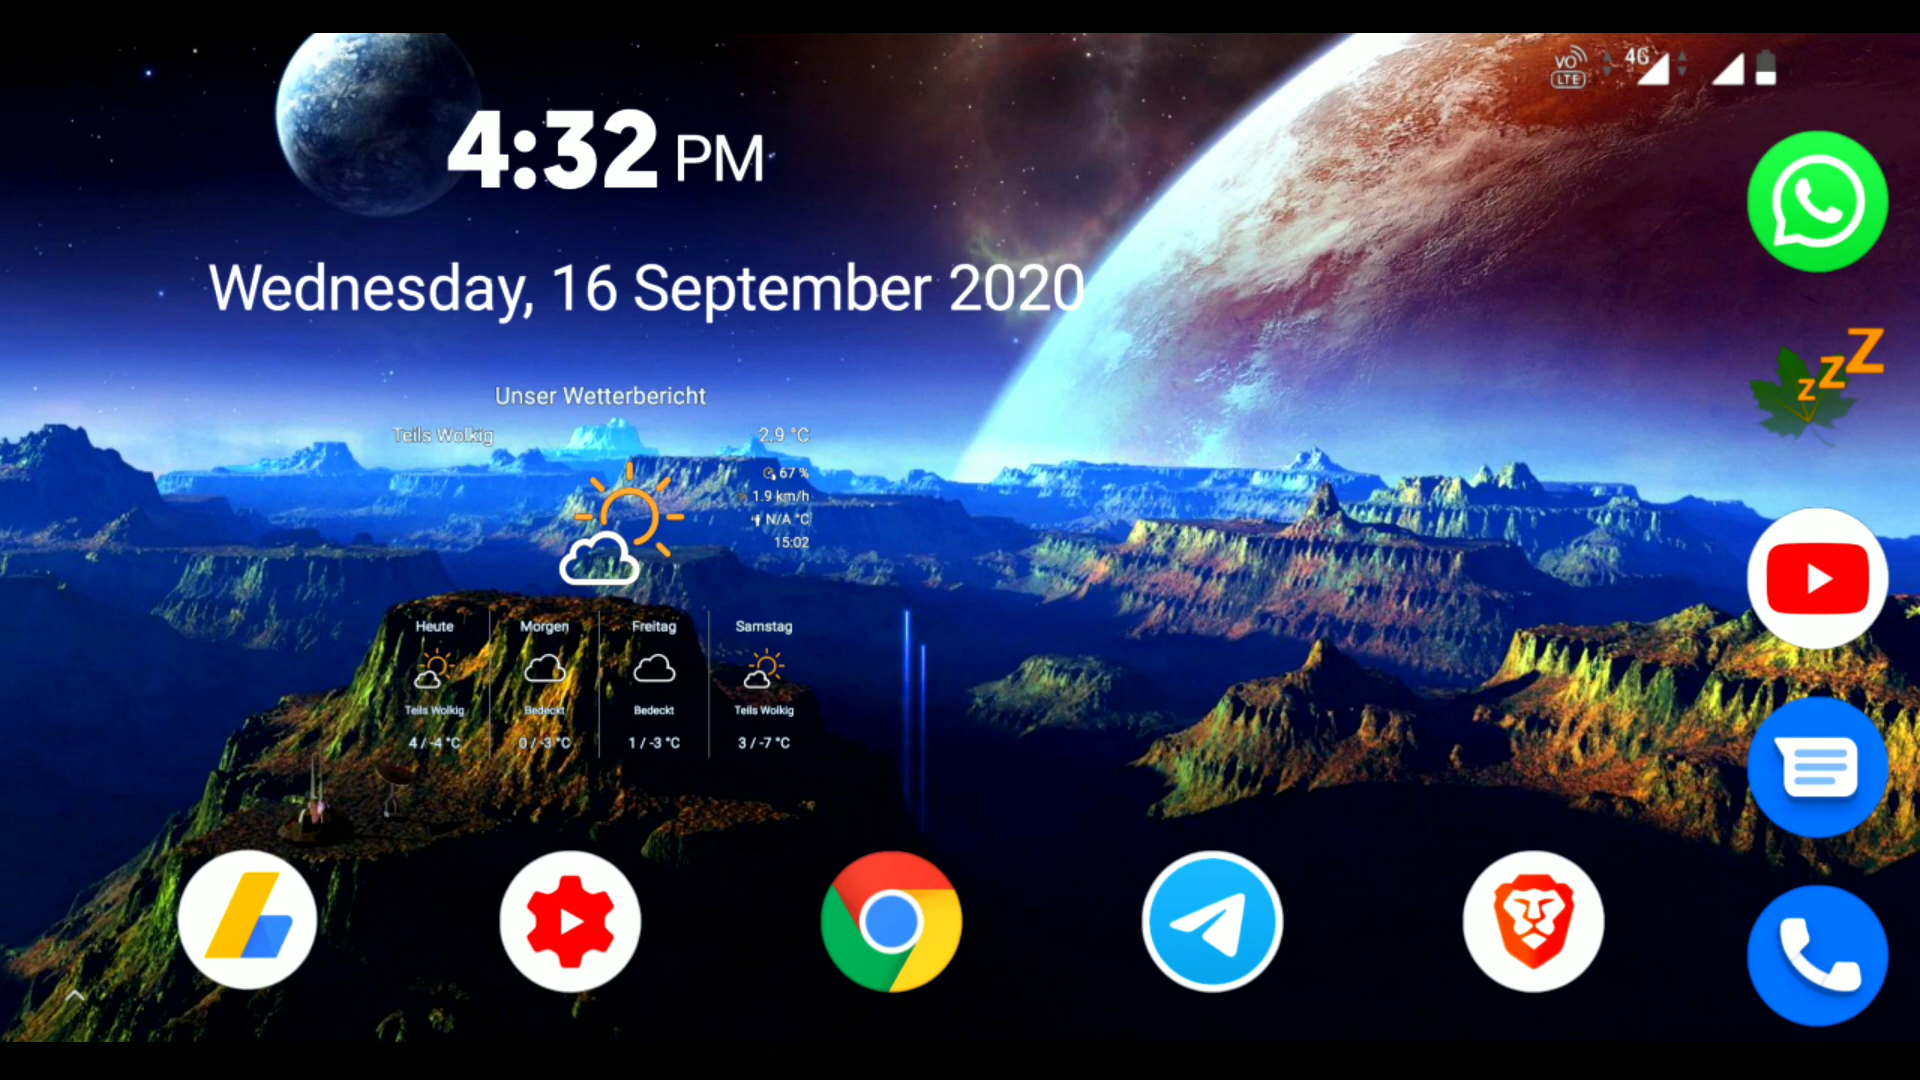 VO LTE 4G
4:32 PM
Wednesday, 16 September 2020
Unser Wetterbericht
Teils Wolkig 2.9 °C
67 %
1.9 km/h
N/A °C
15:02
Heute Morgen Freitag Samstag
Teils Wolkig Bedeckt Bedeckt Teils Wolkig
4 / -4 °C 0 / -3 °C 1 / -3 °C 3 / -7 °C
z z Z